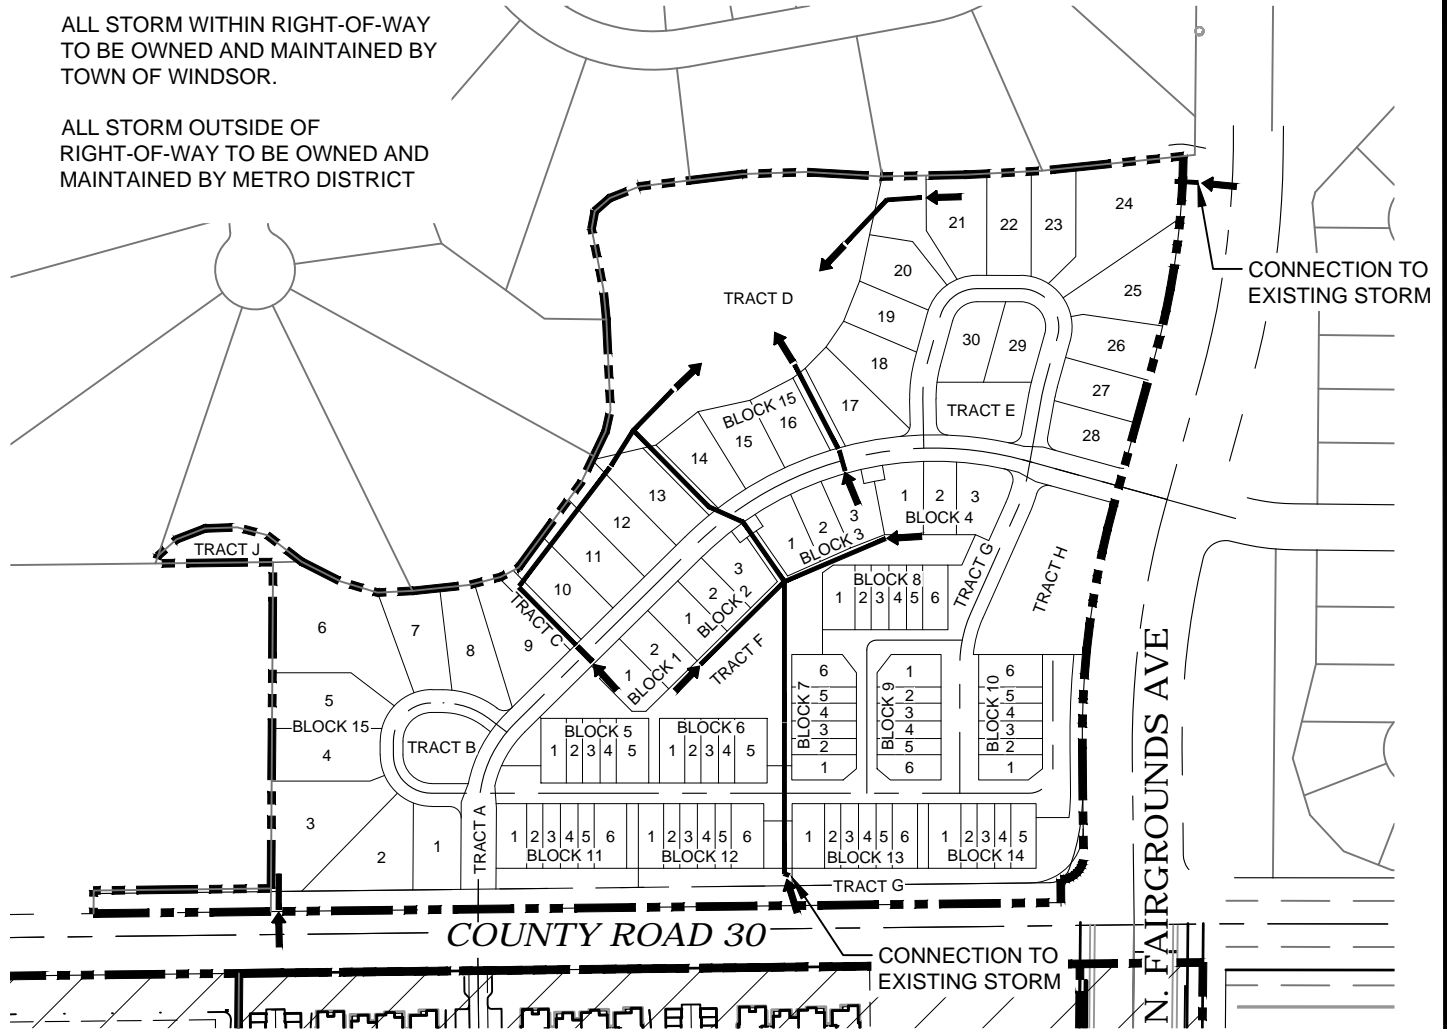 ALL STORM WITHIN RIGHT-OF-WAY
TO BE OWNED AND MAINTAINED BY
TOWN OF WINDSOR.
ALL STORM OUTSIDE OF
RIGHT-OF-WAY TO BE OWNED AND
MAINTAINED BY METRO DISTRICT
21
22
23
24
CONNECTION TO
EXISTING STORM
20
25
TRACT D
19
30
29
26
18
27
TRACT E
17
BLOCK 15
16
15
28
14
13
1
2
3
BLOCK 4
12
1
2
3
BLOCK 3
11
10
TRACT J
TRACT C
3
2
1
BLOCK 2
2
1
BLOCK 1
TRACT F
BLOCK 8
1 2 3 4 5 6
TRACT G
TRACT H
6
7
8
9
5
BLOCK 15
4
3
2
1
TRACT B
TRACT A
BLOCK 5
1 2 3 4 5
BLOCK 6
1 2 3 4 5
BLOCK 7
6
5
4
3
2
1
BLOCK 9
1
2
3
4
5
6
BLOCK 10
6
5
4
3
2
1
1 2 3 4 5 6
BLOCK 11
1 2 3 4 5 6
BLOCK 12
1 2 3 4 5 6
BLOCK 13
1 2 3 4 5
BLOCK 14
TRACT G
COUNTY ROAD 30
N. FAIRGROUNDS AVE
CONNECTION TO
EXISTING STORM